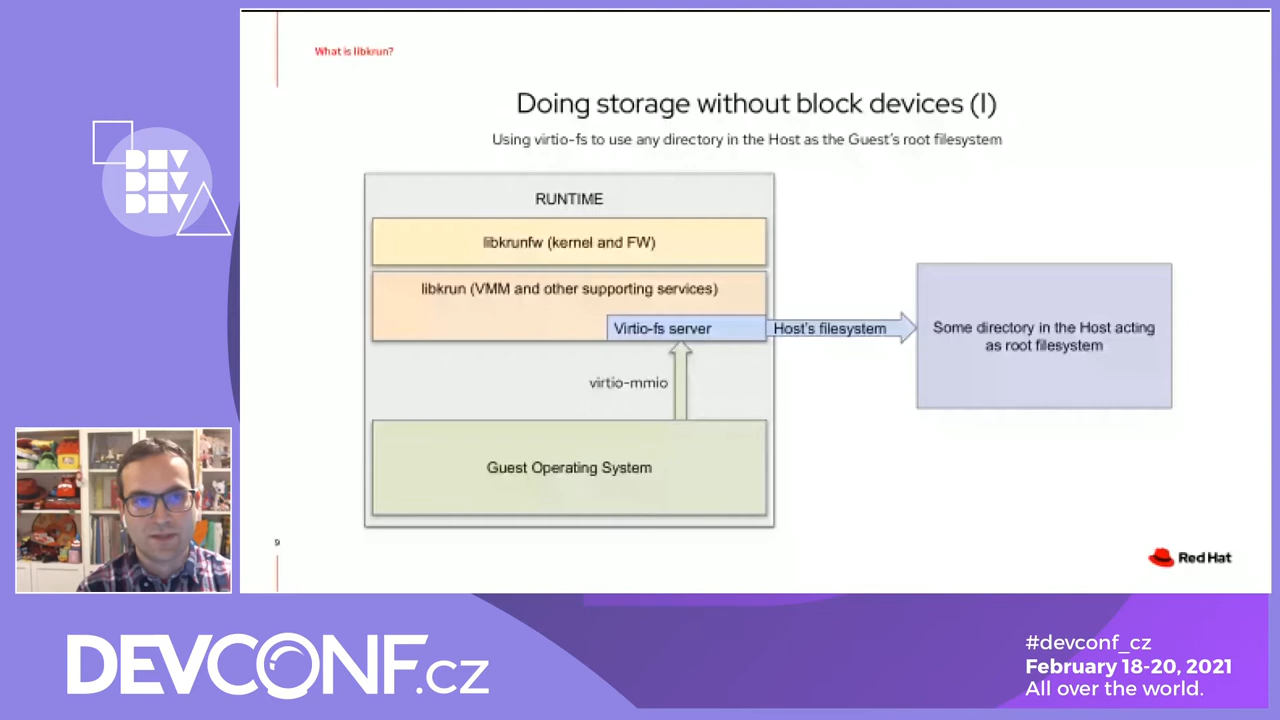 What is libkrun?
Doing storage without block devices (I)
Using virtio-fs to use any directory in the Host as the Guest's root filesystem
RUNTIME
libkrunfw (kernel and FW)
libkrun (VMM and other supporting services)
Virtio-fs server
Host's filesystem
Some directory in the Host acting
as root filesystem
virtio-mmio
Guest Operating System
9
Red Hat
DEV
DEV
DEV
DEVCONF.cz
#devconf_cz
February 18-20, 2021
All over the world.